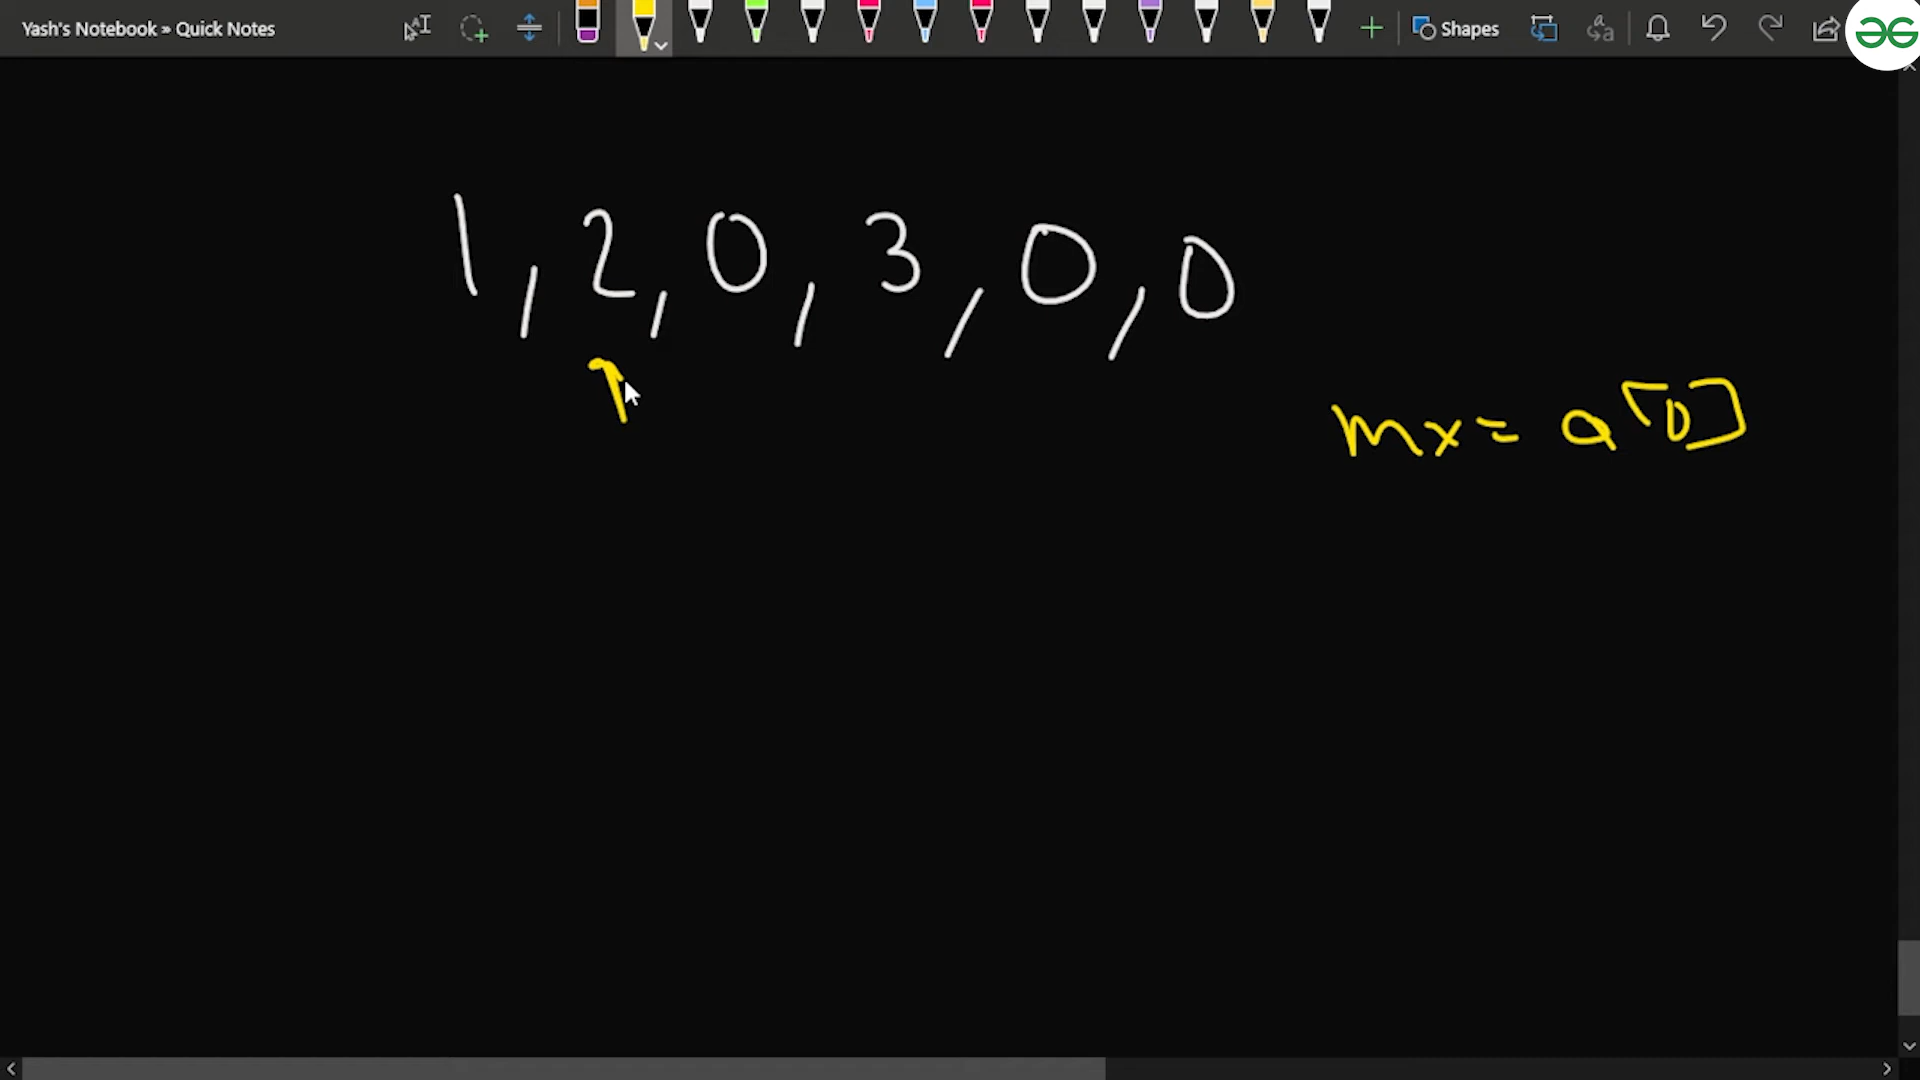 Yash's Notebook » Quick Notes
Shapes
1, 2, 0, 3, 0, 0
mx = a[0]